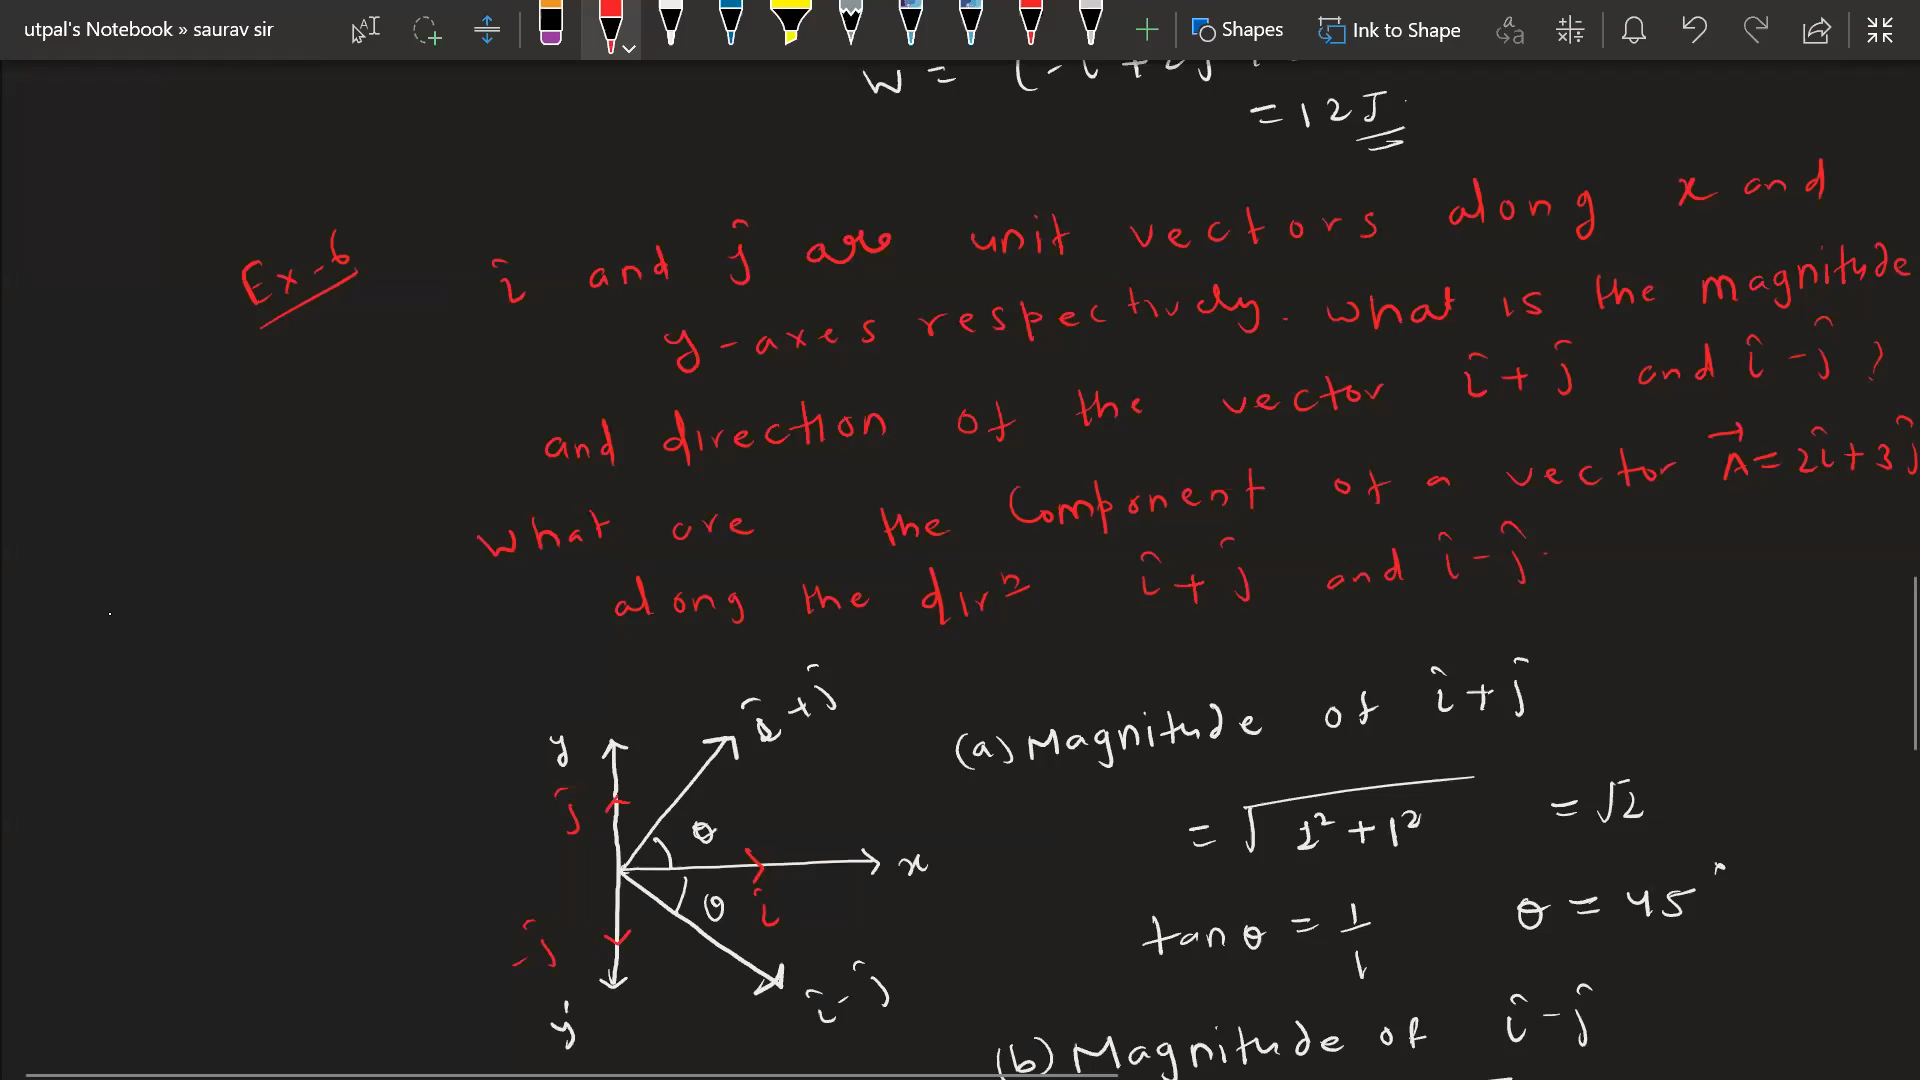 utpal's Notebook » saurav sir
Shapes
Ink to Shape
W =
= 12J
Ex-6 î and ĵ are unit vectors along x and
y-axes respectively. What is the magnitude
and direction of the vector î+ĵ and î-ĵ ?
What are the component of a vector A⃗ = 2î+3ĵ
along the dirⁿ î+ĵ and î-ĵ.
y
ĵ
î+ĵ
θ
x
θ
î
-ĵ
î-ĵ
y'
(a) Magnitude of î+ĵ
= √1²+1² = √2
tan θ = 1/1 θ = 45°
(b) Magnitude of î-ĵ